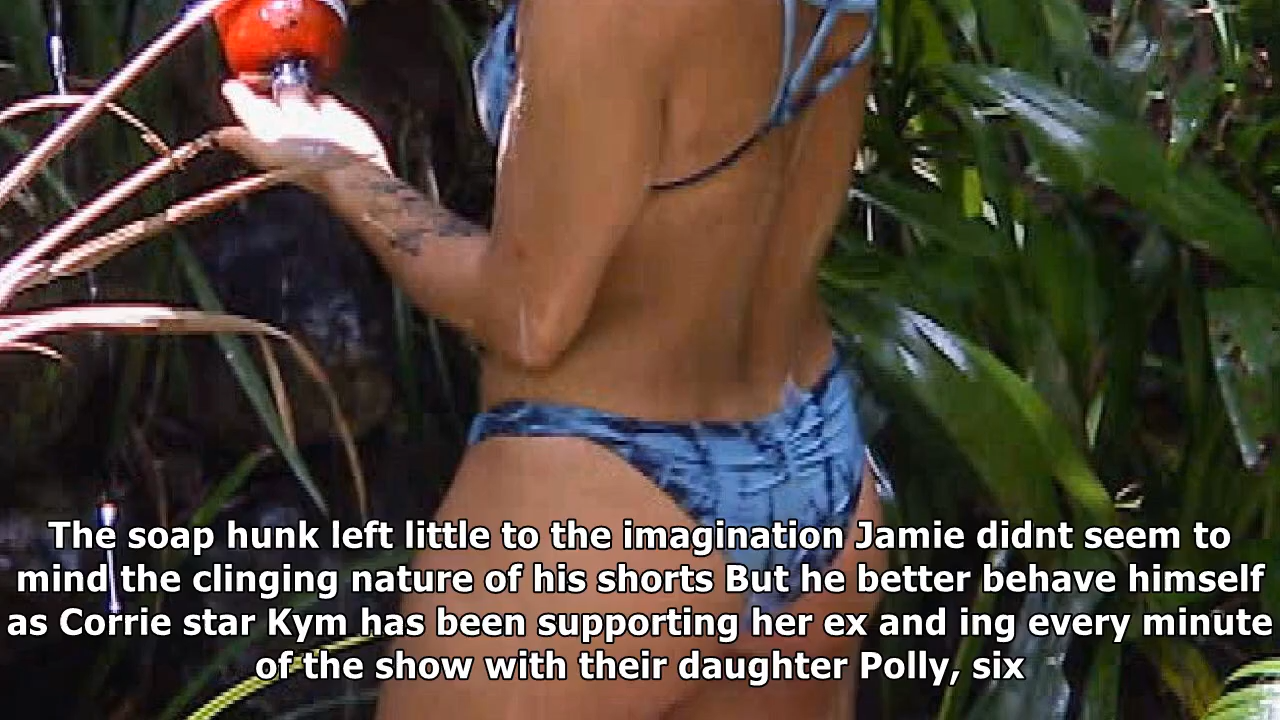 The soap hunk left little to the imagination Jamie didnt seem to
mind the clinging nature of his shorts But he better behave himself
as Corrie star Kym has been supporting her ex and ing every minute
of the show with their daughter Polly, six